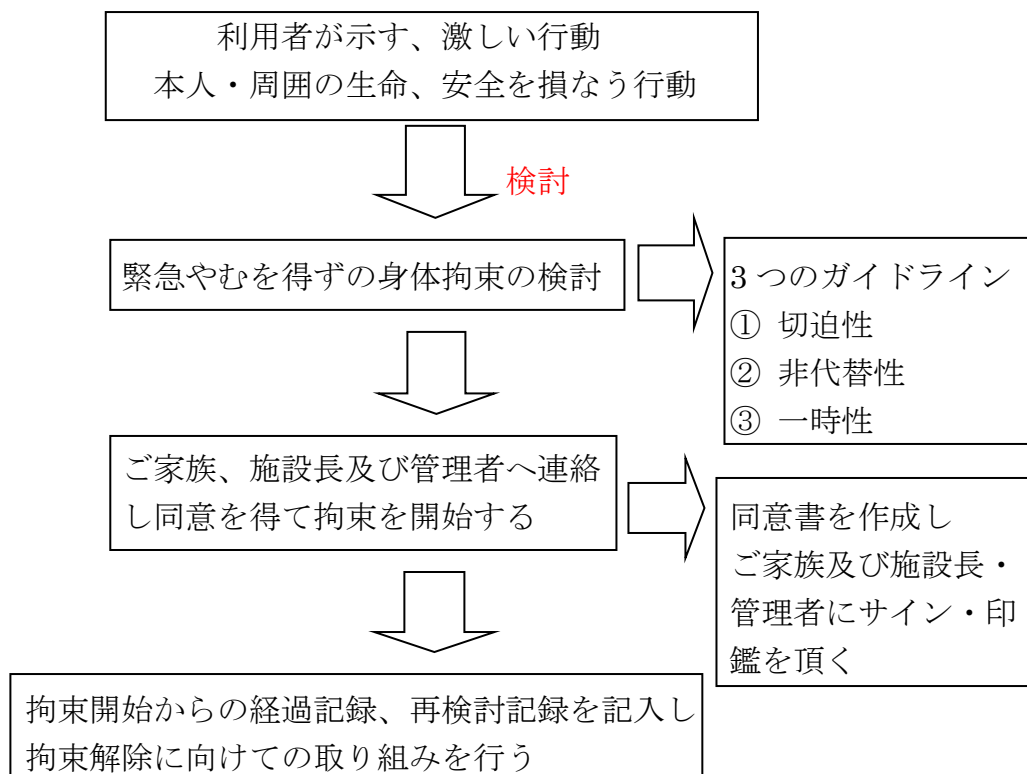 利用者が示す、激しい行動
本人・周囲の生命、安全を損なう行動
検討
緊急やむを得ずの身体拘束の検討
3つのガイドライン
① 切迫性
② 非代替性
③ 一時性
ご家族、施設長及び管理者へ連絡
し同意を得て拘束を開始する
同意書を作成し
ご家族及び施設長・
管理者にサイン・印
鑑を頂く
拘束開始からの経過記録、再検討記録を記入し
拘束解除に向けての取り組みを行う